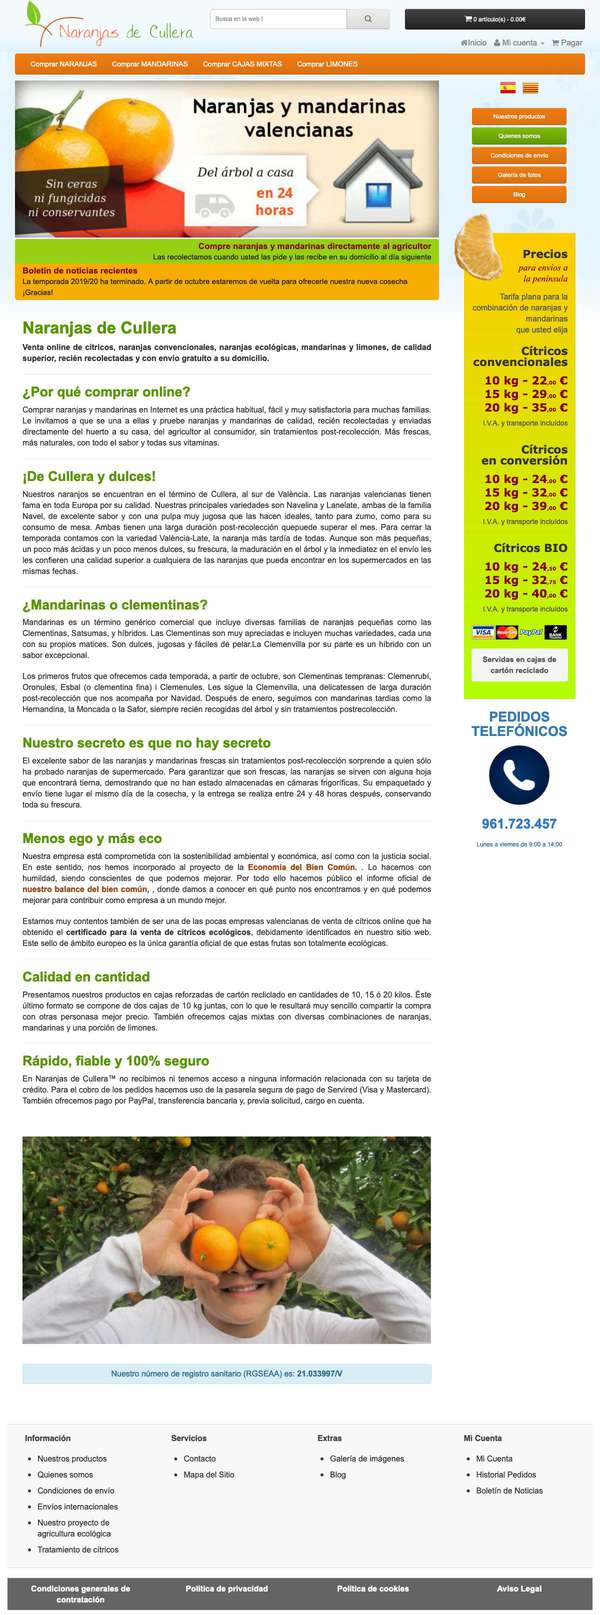 Naranjas de Cullera
Busca en la web !
0 artículo(s) - 0.00€
Inicio Mi cuenta Pagar
Comprar NARANJAS Comprar MANDARINAS Comprar CAJAS MIXTAS Comprar LIMONES
Naranjas y mandarinas
valencianas
Del árbol a casa
en 24
horas
Sin ceras
ni fungicidas
ni conservantes
Compre naranjas y mandarinas directamente al agricultor
Las recolectamos cuando usted las pide y las recibe en su domicilio al día siguiente
Boletín de noticias recientes
La temporada 2019/20 ha terminado. A partir de octubre estaremos de vuelta para ofrecerle nuestra nueva cosecha
¡Gracias!
Nuestros productos
Quienes somos
Condiciones de envío
Galería de fotos
Blog
Precios
para envíos a
la península
Tarifa plana para la
combinación de naranjas y
mandarinas
que usted elija
Cítricos
convencionales
10 kg - 22,00 €
15 kg - 29,00 €
20 kg - 35,00 €
I.V.A. y transporte incluídos
Cítricos
en conversión
10 kg - 24,00 €
15 kg - 32,00 €
20 kg - 39,00 €
I.V.A. y transporte incluidos
Cítricos BIO
10 kg - 24,50 €
15 kg - 32,75 €
20 kg - 40,00 €
I.V.A. y transporte incluidos
VISA MasterCard PayPal
Servidas en cajas de
cartón reciclado
PEDIDOS
TELEFÓNICOS
961.723.457
Lunes a viernes de 9:00 a 14:00
Naranjas de Cullera
Venta online de cítricos, naranjas convencionales, naranjas ecológicas, mandarinas y limones, de calidad
superior, recién recolectadas y con envío gratuito a su domicilio.
¿Por qué comprar online?
Comprar naranjas y mandarinas en Internet es una práctica habitual, fácil y muy satisfactoria para muchas familias.
Le invitamos a que se una a ellas y pruebe naranjas y mandarinas de calidad, recién recolectadas y enviadas
directamente del huerto a su casa, del agricultor al consumidor, sin tratamientos post-recolección. Más frescas,
más naturales, con todo el sabor y todas sus vitaminas.
¡De Cullera y dulces!
Nuestros naranjos se encuentran en el término de Cullera, al sur de València. Las naranjas valencianas tienen
fama en toda Europa por su calidad. Nuestras principales variedades son Navelina y Lanelate, ambas de la familia
Navel, de excelente sabor y con una pulpa muy jugosa que las hacen ideales, tanto para zumo, como para su
consumo de mesa. Ambas tienen una larga duración post-recolección quepuede superar el mes. Para cerrar la
temporada contamos con la variedad València-Late, la naranja más tardía de todas. Aunque son más pequeñas,
un poco más ácidas y un poco menos dulces, su frescura, la maduración en el árbol y la inmediatez en el envío les
les confieren una calidad superior a cualquiera de las naranjas que pueda encontrar en los supermercados en las
mismas fechas.
¿Mandarinas o clementinas?
Mandarinas es un término genérico comercial que incluye diversas familias de naranjas pequeñas como las
Clementinas, Satsumas, y híbridos. Las Clementinas son muy apreciadas e incluyen muchas variedades, cada una
con su propios matices. Son dulces, jugosas y fáciles de pelar.La Clemenvilla por su parte es un híbrido con un
sabor excepcional.
Los primeros frutos que ofrecemos cada temporada, a partir de octubre, son Clementinas tempranas: Clemenrubí,
Oronules, Esbal (o clementina fina) i Clemenules. Les sigue la Clemenvilla, una delicatessen de larga duración
post-recolección que nos acompaña por Navidad. Después de enero, seguimos con mandarinas tardías como la
Hernandina, la Moncada o la Safor, siempre recién recogidas del árbol y sin tratamientos postrecolección.
Nuestro secreto es que no hay secreto
El excelente sabor de las naranjas y mandarinas frescas sin tratamientos post-recolección sorprende a quien sólo
ha probado naranjas de supermercado. Para garantizar que son frescas, las naranjas se sirven con alguna hoja
que encontrará tierna, demostrando que no han estado almacenadas en cámaras frigoríficas. Su empaquetado y
envío tiene lugar el mismo día de la cosecha, y la entrega se realiza entre 24 y 48 horas después, conservando
toda su frescura.
Menos ego y más eco
Nuestra empresa está comprometida con la sostenibilidad ambiental y económica, así como con la justicia social.
En este sentido, nos hemos incorporado al proyecto de la Economía del Bien Común. . Lo hacemos con
humildad, siendo conscientes de que podemos mejorar. Por todo ello hacemos público el informe oficial de
nuestro balance del bien común, , donde damos a conocer en qué punto nos encontramos y en qué podemos
mejorar para contribuir como empresa a un mundo mejor.
Estamos muy contentos también de ser una de las pocas empresas valencianas de venta de cítricos online que ha
obtenido el certificado para la venta de cítricos ecológicos, debidamente identificados en nuestro sitio web.
Este sello de ámbito europeo es la única garantía oficial de que estas frutas son totalmente ecológicas.
Calidad en cantidad
Presentamos nuestros productos en cajas reforzadas de cartón reciclado en cantidades de 10, 15 ó 20 kilos. Éste
último formato se compone de dos cajas de 10 kg juntas, con lo que le resultará muy sencillo compartir la compra
con otras personasa mejor precio. También ofrecemos cajas mixtas con diversas combinaciones de naranjas,
mandarinas y una porción de limones.
Rápido, fiable y 100% seguro
En Naranjas de Cullera™ no recibimos ni tenemos acceso a ninguna información relacionada con su tarjeta de
crédito. Para el cobro de los pedidos hacemos uso de la pasarela segura de pago de Servired (Visa y Mastercard).
También ofrecemos pago por PayPal, transferencia bancaria y, previa solicitud, cargo en cuenta.
Nuestro número de registro sanitario (RGSEAA) es: 21.033997/V
Información
Nuestros productos
Quienes somos
Condiciones de envío
Envíos internacionales
Nuestro proyecto de
agricultura ecológica
Tratamiento de cítricos
Servicios
Contacto
Mapa del Sitio
Extras
Galería de imágenes
Blog
Mi Cuenta
Mi Cuenta
Historial Pedidos
Boletín de Noticias
Condiciones generales de
contratación
Política de privacidad
Política de cookies
Aviso Legal